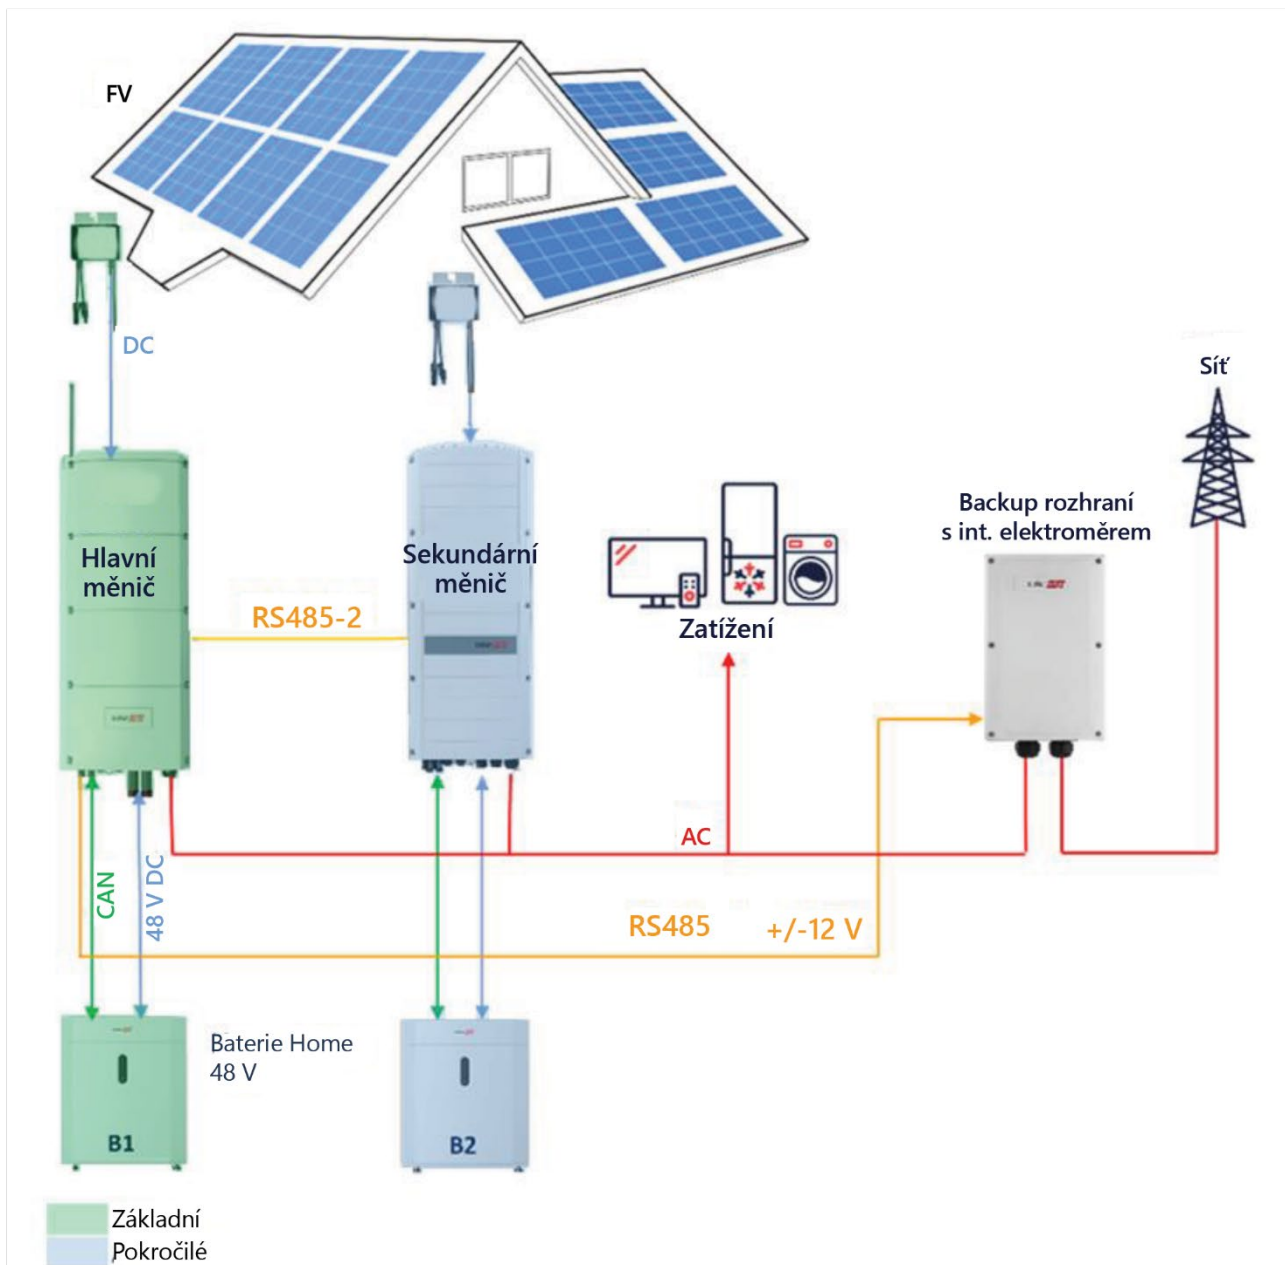 FV
DC
Síť
Backup rozhraní
s int. elektroměrem
Hlavní
měnič
Sekundární
měnič
RS485-2
Zatížení
AC
CAN
48 V DC
RS485 +/-12 V
Baterie Home
48 V
B1
B2
Základní
Pokročilé